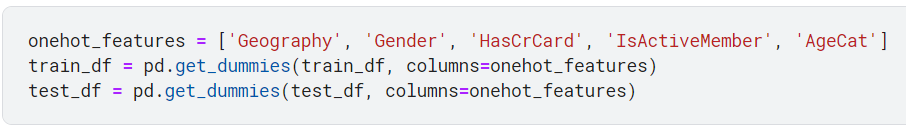 onehot_features = ['Geography', 'Gender', 'HasCrCard', 'IsActiveMember', 'AgeCat']
train_df = pd.get_dummies(train_df, columns=onehot_features)
test_df = pd.get_dummies(test_df, columns=onehot_features)